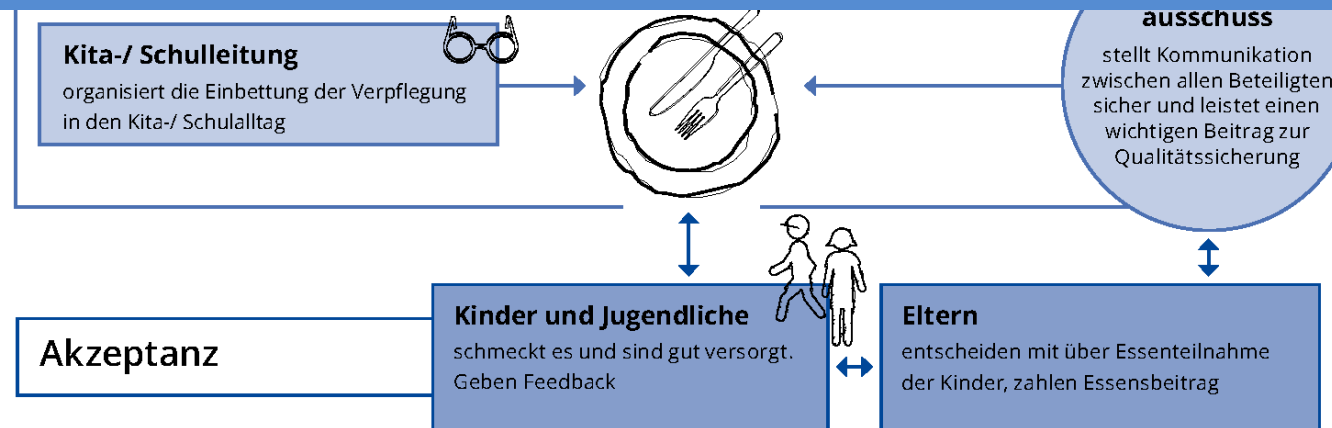 Kita-/ Schulleitung
organisiert die Einbettung der Verpflegung
in den Kita-/ Schulalltag
ausschuss
stellt Kommunikation
zwischen allen Beteiligten
sicher und leistet einen
wichtigen Beitrag zur
Qualitätssicherung
Akzeptanz
Kinder und Jugendliche
schmeckt es und sind gut versorgt.
Geben Feedback
Eltern
entscheiden mit über Essenteilnahme
der Kinder, zahlen Essensbeitrag